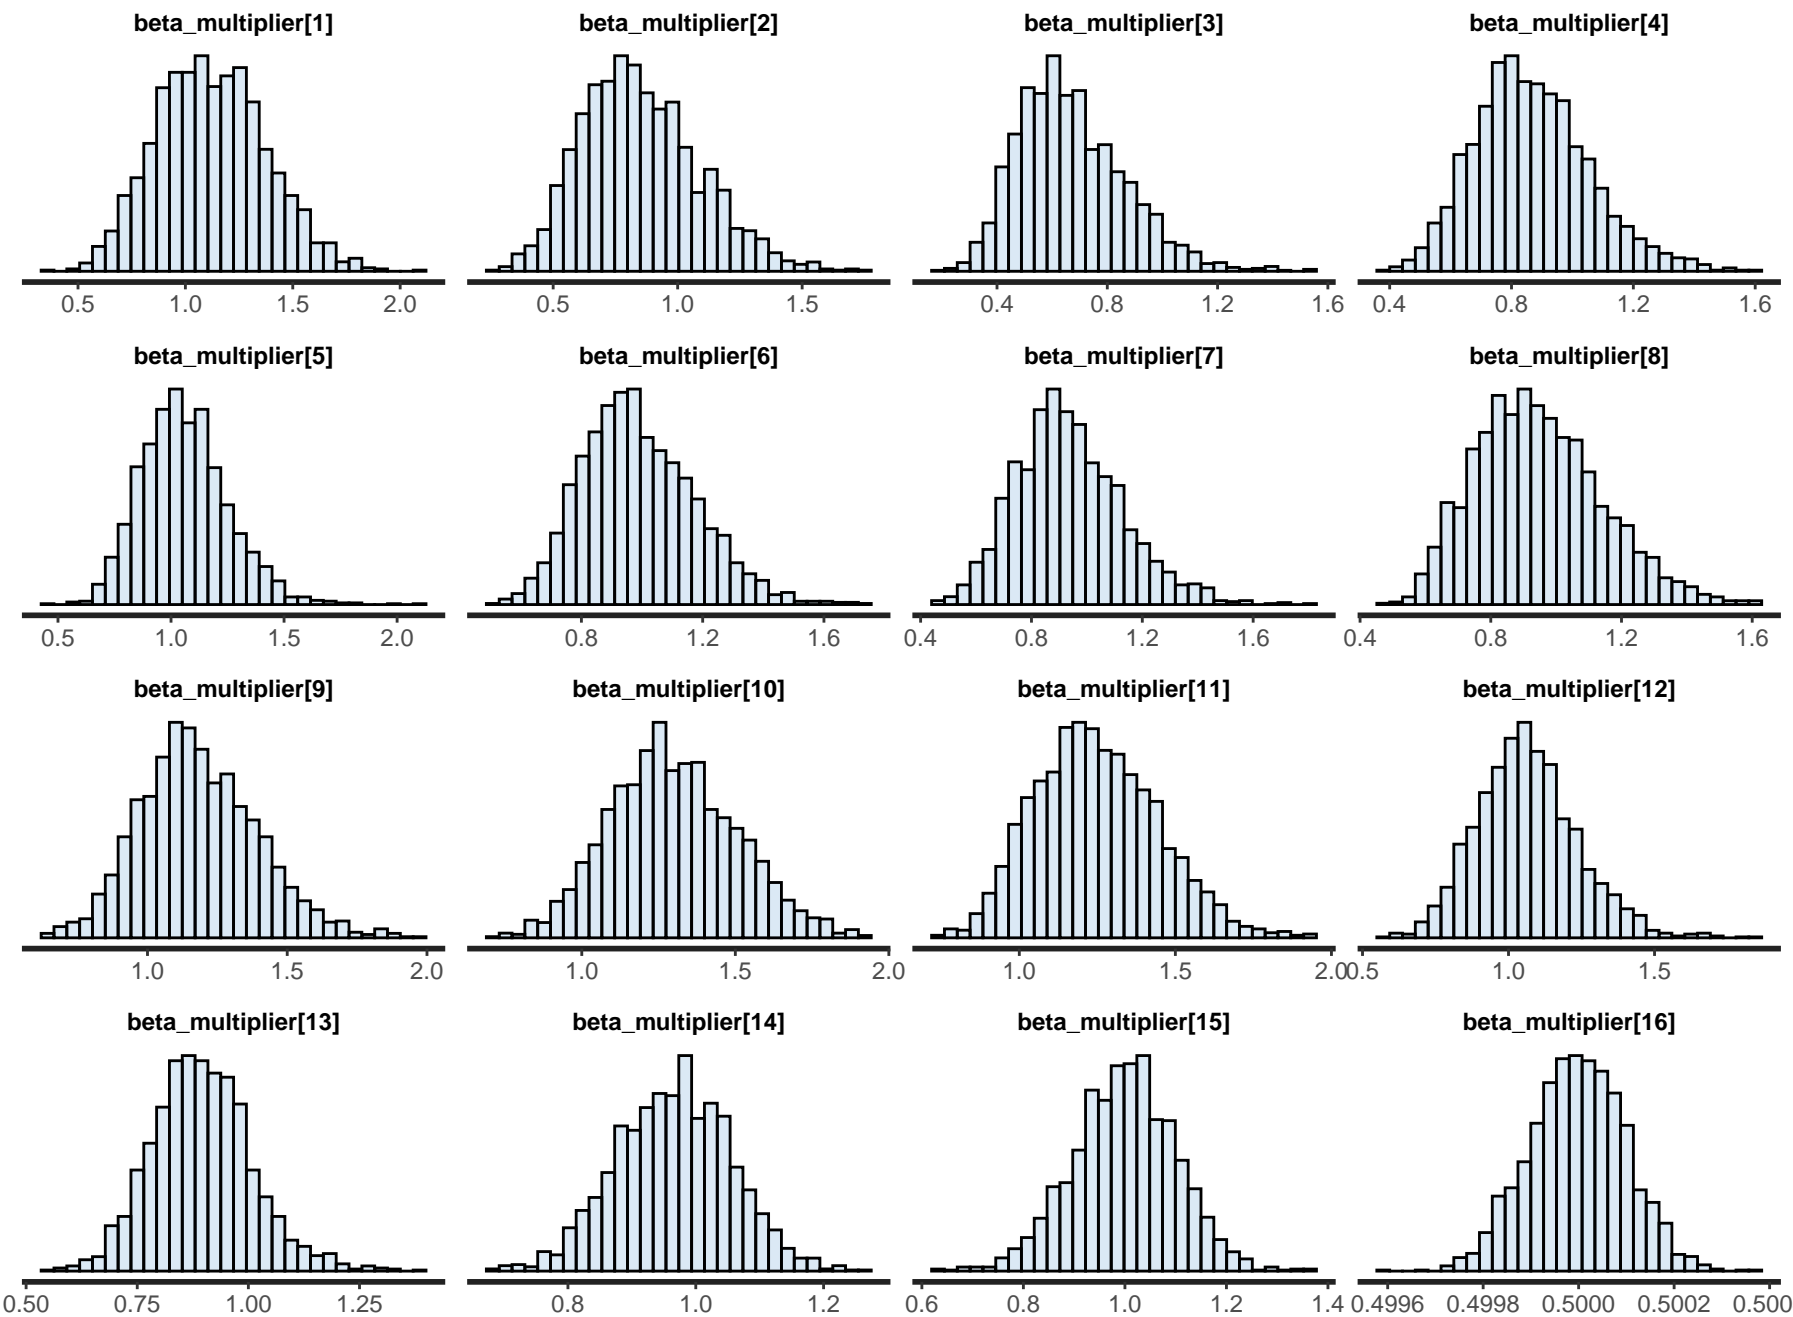 beta_multiplier[1] beta_multiplier[2] beta_multiplier[3] beta_multiplier[4]
0.5 1.0 1.5 2.0 0.5 1.0 1.5 0.4 0.8 1.2 1.6 0.4 0.8 1.2 1.6
beta_multiplier[5] beta_multiplier[6] beta_multiplier[7] beta_multiplier[8]
0.5 1.0 1.5 2.0 0.8 1.2 1.6 0.4 0.8 1.2 1.6 0.4 0.8 1.2 1.6
beta_multiplier[9] beta_multiplier[10] beta_multiplier[11] beta_multiplier[12]
1.0 1.5 2.0 1.0 1.5 2.0 1.0 1.5 2.0 0.5 1.0 1.5
beta_multiplier[13] beta_multiplier[14] beta_multiplier[15] beta_multiplier[16]
0.50 0.75 1.00 1.25 0.8 1.0 1.2 0.6 0.8 1.0 1.2 1.4 0.4996 0.4998 0.5000 0.5002 0.500